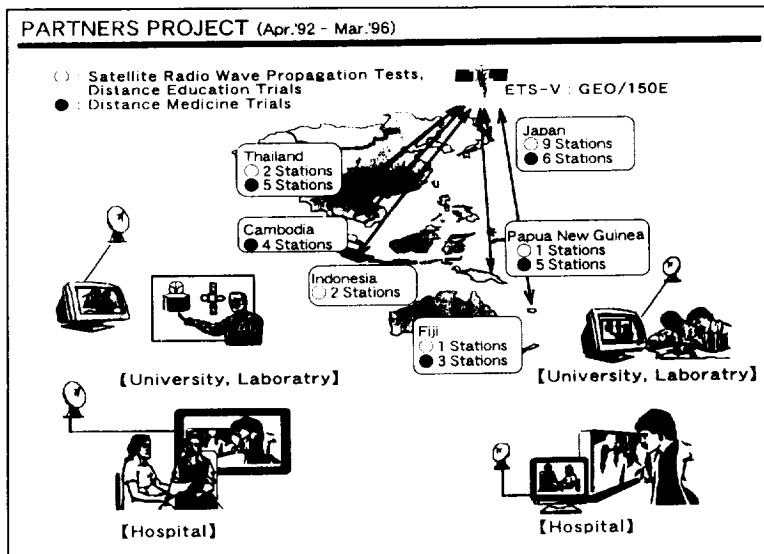 PARTNERS PROJECT (Apr.'92 - Mar.'96)
○ : Satellite Radio Wave Propagation Tests,
Distance Education Trials
● : Distance Medicine Trials
ETS-V : GEO/150E
Japan
○ 9 Stations
● 6 Stations
Thailand
○ 2 Stations
● 5 Stations
Cambodia
● 4 Stations
Papua New Guinea
○ 1 Stations
● 5 Stations
Indonesia
○ 2 Stations
Fiji
○ 1 Stations
● 3 Stations
【University, Laboratry】
【University, Laboratry】
【Hospital】
【Hospital】